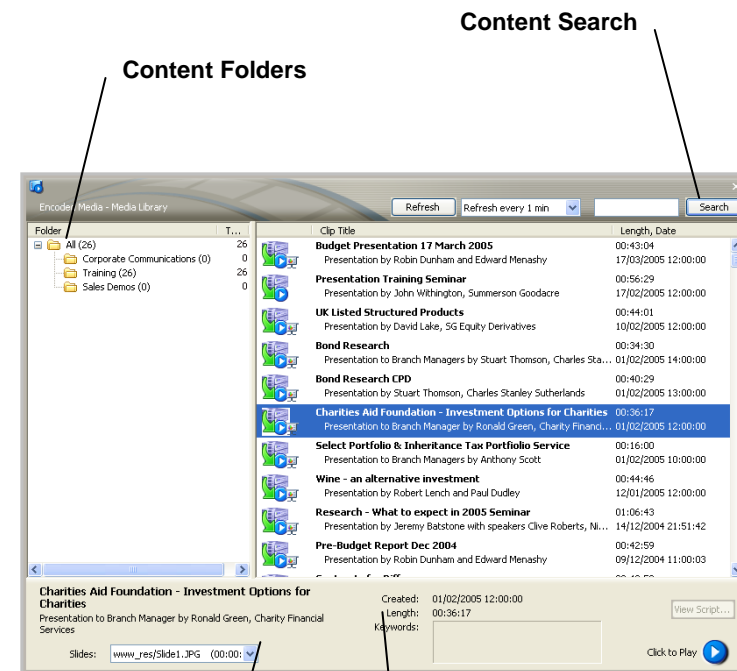 Content Search
Content Folders
Encoded Media - Media Library
Refresh
Refresh every 1 min
Search
Folder
T...
Clip Title
Length, Date
All (26)
26
Corporate Communications (0)
0
Training (26)
26
Sales Demos (0)
0
Budget Presentation 17 March 2005
00:43:04
Presentation by Robin Dunham and Edward Menashy
17/03/2005 12:00:00
Presentation Training Seminar
00:56:29
Presentation by John Withington, Summerson Goodacre
17/02/2005 12:00:00
UK Listed Structured Products
00:44:01
Presentation by David Lake, SG Equity Derivatives
10/02/2005 12:00:00
Bond Research
00:34:30
Presentation to Branch Managers by Stuart Thomson, Charles Sta...
01/02/2005 14:00:00
Bond Research CPD
00:40:29
Presentation by Stuart Thomson, Charles Stanley Sutherlands
01/02/2005 13:00:00
Charities Aid Foundation - Investment Options for Charities
00:36:17
Presentation to Branch Manager by Ronald Green, Charity Financi...
01/02/2005 12:00:00
Select Portfolio & Inheritance Tax Portfiolio Service
00:16:00
Presentation to Branch Managers by Anthony Scott
01/02/2005 10:00:00
Wine - an alternative investment
00:44:46
Presentation by Robert Lench and Paul Dudley
12/01/2005 12:00:00
Research - What to expect in 2005 Seminar
01:06:43
Presentation by Jeremy Batstone with speakers Clive Roberts, Ni...
14/12/2004 21:51:42
Pre-Budget Report Dec 2004
00:42:59
Presentation by Robin Dunham and Edward Menashy
09/12/2004 11:00:03
Charities Aid Foundation - Investment Options for
Charities
Presentation to Branch Manager by Ronald Green, Charity Financial
Services
Slides:
www_res/Slide1.JPG (00:00:
Created:
01/02/2005 12:00:00
Length:
00:36:17
Keywords:
View Script...
Click to Play